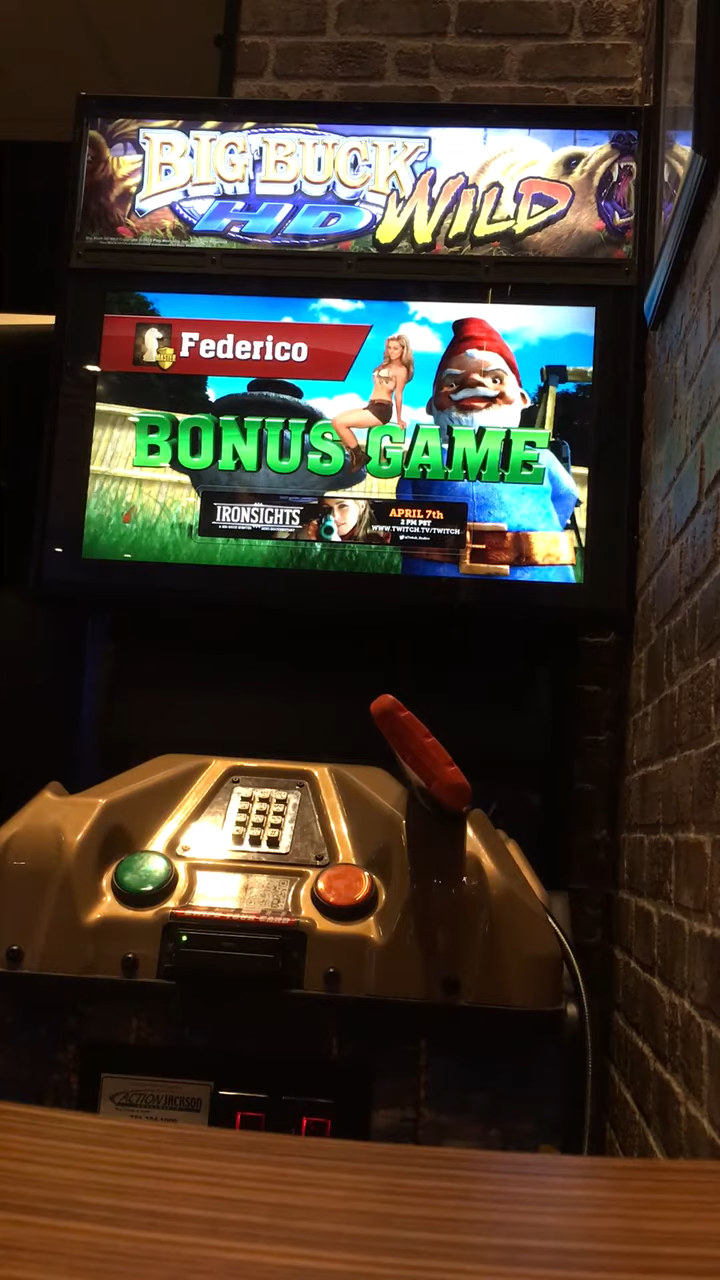 BIG BUCK
HD WILD
MASTER
Federico
BONUS GAME
IRONSIGHTS
APRIL 7th
2 PM PST
WWW.TWITCH.TV/TWITCH
ACTION JACKSON